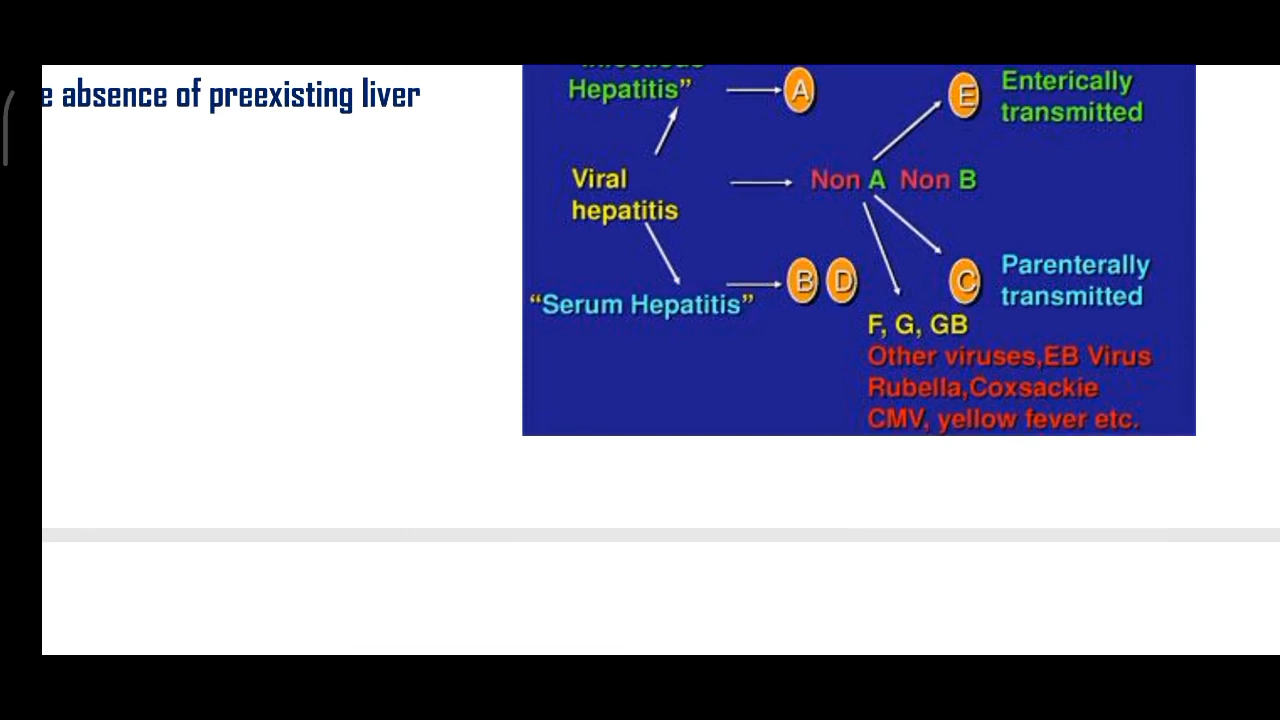 e absence of preexisting liver
Hepatitis”
A
E
Enterically
transmitted
Viral
hepatitis
Non A Non B
“Serum Hepatitis”
B D
C
Parenterally
transmitted
F, G, GB
Other viruses,EB Virus
Rubella,Coxsackie
CMV, yellow fever etc.